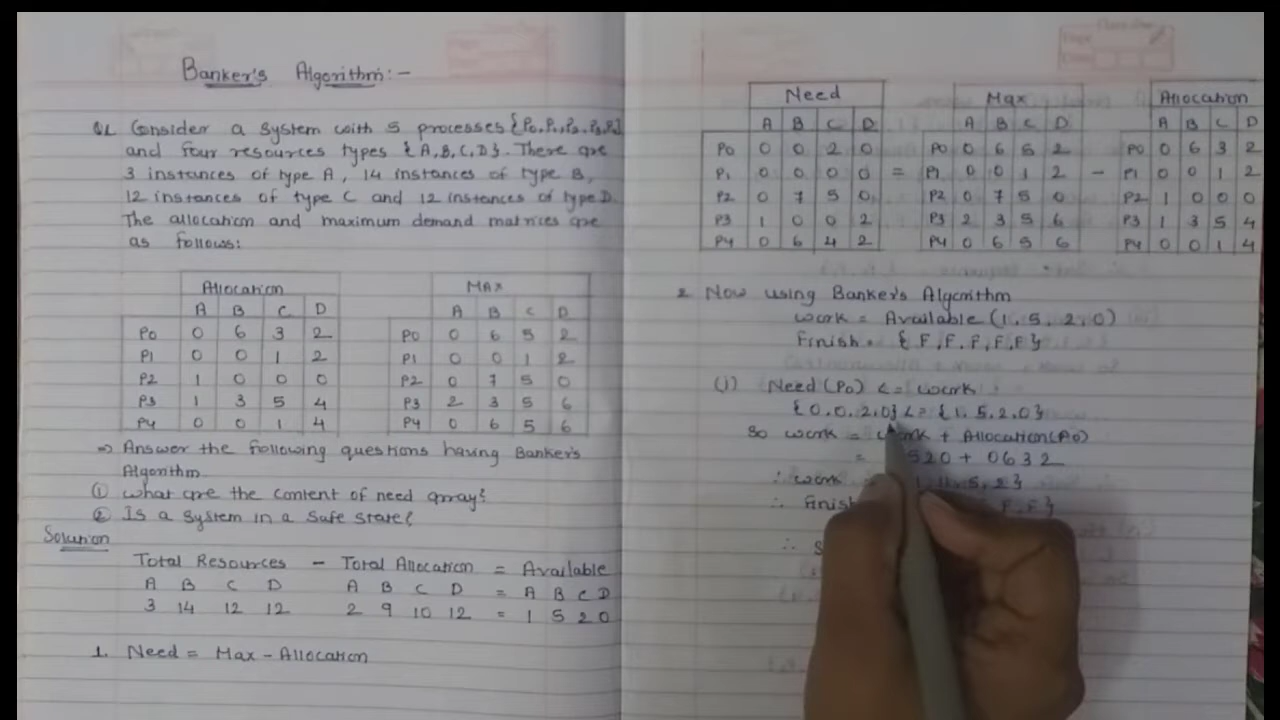 Banker's Algorithm:-
Q1. Consider a system with 5 processes {P0,P1,P2,P3,P4}
and four resources types {A,B,C,D}. There are
3 instances of type A, 14 instances of type B,
12 instances of type C and 12 instances of type D.
The allocation and maximum demand matrices are
as follows:
Allocation
A B C D
P0 0 6 3 2
P1 0 0 1 2
P2 1 0 0 0
P3 1 3 5 4
P4 0 0 1 4
Max
A B C D
P0 0 6 5 2
P1 0 0 1 2
P2 0 7 5 0
P3 2 3 5 6
P4 0 6 5 6
⇒ Answer the following questions having Banker's
Algorithm.
① what are the content of need array?
② Is a system in a safe state?
Solution
Total Resources - Total Allocation = Available
A B C D A B C D = A B C D
3 14 12 12 2 9 10 12 = 1 5 2 0
1. Need = Max - Allocation
Need Max Allocation
A B C D A B C D A B C D
P0 0 0 2 0 P0 0 6 5 2 P0 0 6 3 2
P1 0 0 0 0 = P1 0 0 1 2 - P1 0 0 1 2
P2 0 7 5 0 P2 0 7 5 0 P2 1 0 0 0
P3 1 0 0 2 P3 2 3 5 6 P3 1 3 5 4
P4 0 6 4 2 P4 0 6 5 6 P4 0 0 1 4
2. Now using Banker's Algorithm
work = Available (1, 5, 2, 0)
Finish = {F,F,F,F,F}
(i) Need (P0) <= work
{0,0,2,0} <= {1,5,2,0}
So work = work + Allocation(P0)
= 520 + 0632
∴ work 5,2}
∴ Finish F,F}
∴ S